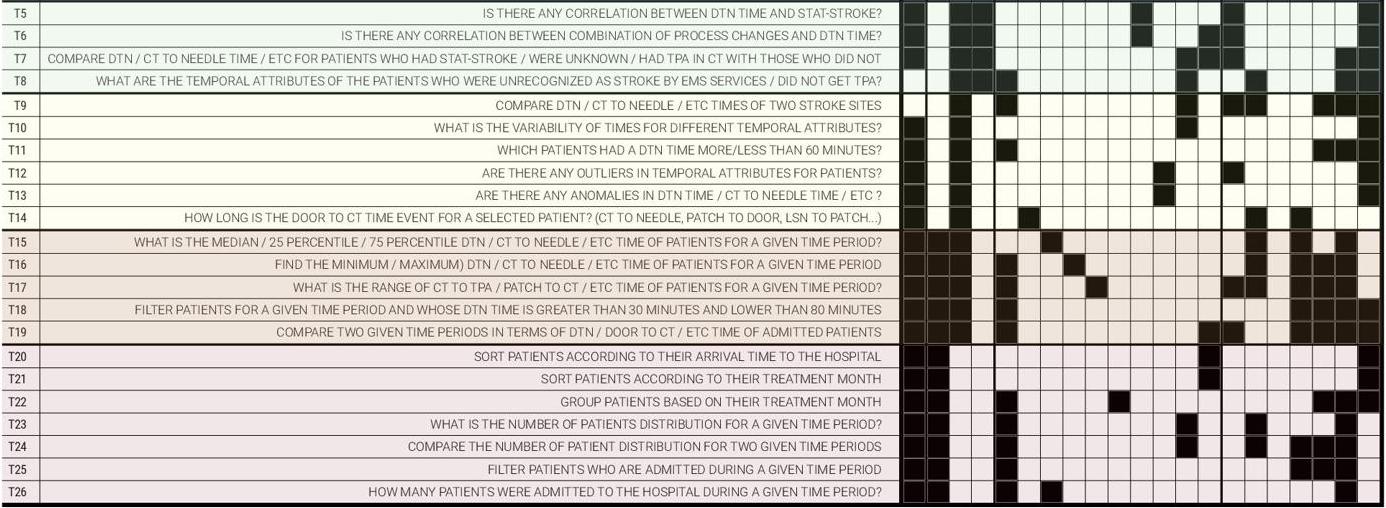 T5 IS THERE ANY CORRELATION BETWEEN DTN TIME AND STAT-STROKE?
T6 IS THERE ANY CORRELATION BETWEEN COMBINATION OF PROCESS CHANGES AND DTN TIME?
T7 COMPARE DTN / CT TO NEEDLE TIME / ETC FOR PATIENTS WHO HAD STAT-STROKE / WERE UNKNOWN / HAD TPA IN CT WITH THOSE WHO DID NOT
T8 WHAT ARE THE TEMPORAL ATTRIBUTES OF THE PATIENTS WHO WERE UNRECOGNIZED AS STROKE BY EMS SERVICES / DID NOT GET TPA?
T9 COMPARE DTN / CT TO NEEDLE / ETC TIMES OF TWO STROKE SITES
T10 WHAT IS THE VARIABILITY OF TIMES FOR DIFFERENT TEMPORAL ATTRIBUTES?
T11 WHICH PATIENTS HAD A DTN TIME MORE/LESS THAN 60 MINUTES?
T12 ARE THERE ANY OUTLIERS IN TEMPORAL ATTRIBUTES FOR PATIENTS?
T13 ARE THERE ANY ANOMALIES IN DTN TIME / CT TO NEEDLE TIME / ETC ?
T14 HOW LONG IS THE DOOR TO CT TIME EVENT FOR A SELECTED PATIENT? (CT TO NEEDLE, PATCH TO DOOR, LSN TO PATCH...)
T15 WHAT IS THE MEDIAN / 25 PERCENTILE / 75 PERCENTILE DTN / CT TO NEEDLE / ETC TIME OF PATIENTS FOR A GIVEN TIME PERIOD?
T16 FIND THE MINIMUM / MAXIMUM) DTN / CT TO NEEDLE / ETC TIME OF PATIENTS FOR A GIVEN TIME PERIOD
T17 WHAT IS THE RANGE OF CT TO TPA / PATCH TO CT / ETC TIME OF PATIENTS FOR A GIVEN TIME PERIOD?
T18 FILTER PATIENTS FOR A GIVEN TIME PERIOD AND WHOSE DTN TIME IS GREATER THAN 30 MINUTES AND LOWER THAN 80 MINUTES
T19 COMPARE TWO GIVEN TIME PERIODS IN TERMS OF DTN / DOOR TO CT / ETC TIME OF ADMITTED PATIENTS
T20 SORT PATIENTS ACCORDING TO THEIR ARRIVAL TIME TO THE HOSPITAL
T21 SORT PATIENTS ACCORDING TO THEIR TREATMENT MONTH
T22 GROUP PATIENTS BASED ON THEIR TREATMENT MONTH
T23 WHAT IS THE NUMBER OF PATIENTS DISTRIBUTION FOR A GIVEN TIME PERIOD?
T24 COMPARE THE NUMBER OF PATIENT DISTRIBUTION FOR TWO GIVEN TIME PERIODS
T25 FILTER PATIENTS WHO ARE ADMITTED DURING A GIVEN TIME PERIOD
T26 HOW MANY PATIENTS WERE ADMITTED TO THE HOSPITAL DURING A GIVEN TIME PERIOD?